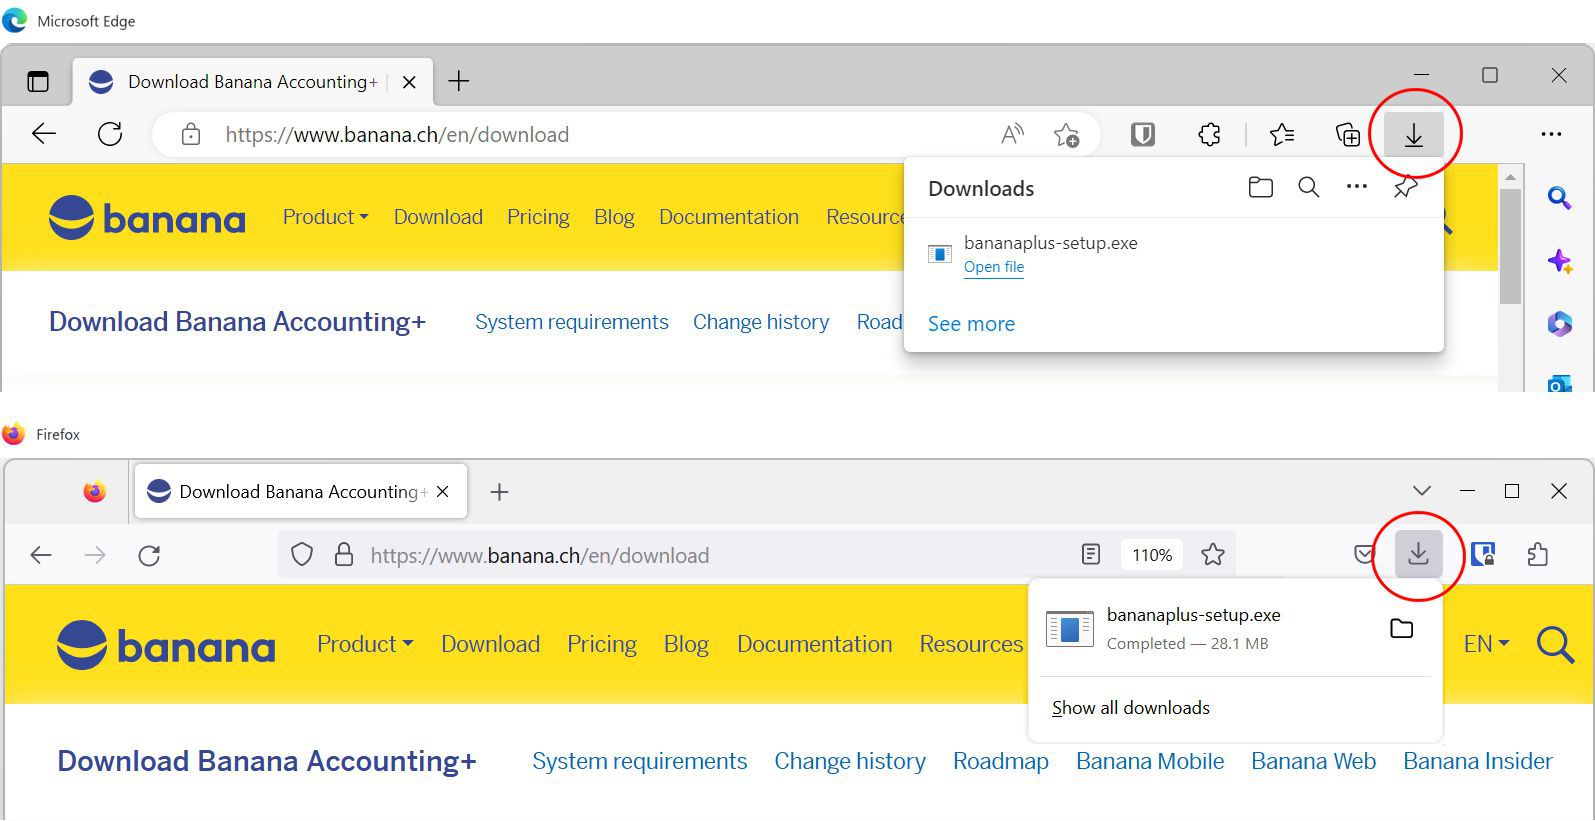 Microsoft Edge
Download Banana Accounting+
https://www.banana.ch/en/download
Downloads
bananaplus-setup.exe
Open file
See more
banana Product Download Pricing Blog Documentation Resource
Download Banana Accounting+ System requirements Change history Road
Firefox
Download Banana Accounting+
https://www.banana.ch/en/download 110%
bananaplus-setup.exe
Completed — 28.1 MB
Show all downloads
banana Product Download Pricing Blog Documentation Resources EN
Download Banana Accounting+ System requirements Change history Roadmap Banana Mobile Banana Web Banana Insider